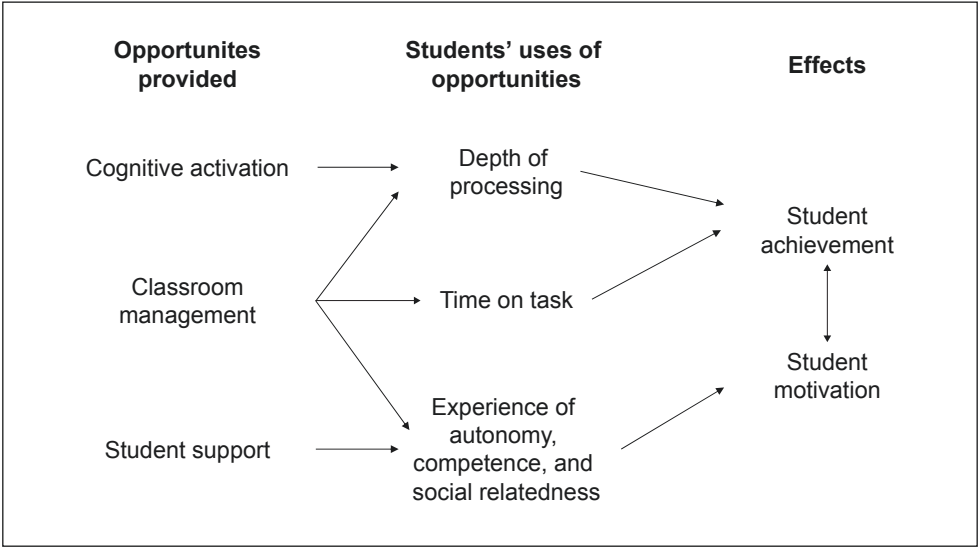 Opportunites
provided
Students' uses of
opportunities
Effects
Cognitive activation
Depth of
processing
Student
achievement
Classroom
management
Time on task
Student
motivation
Student support
Experience of
autonomy,
competence, and
social relatedness